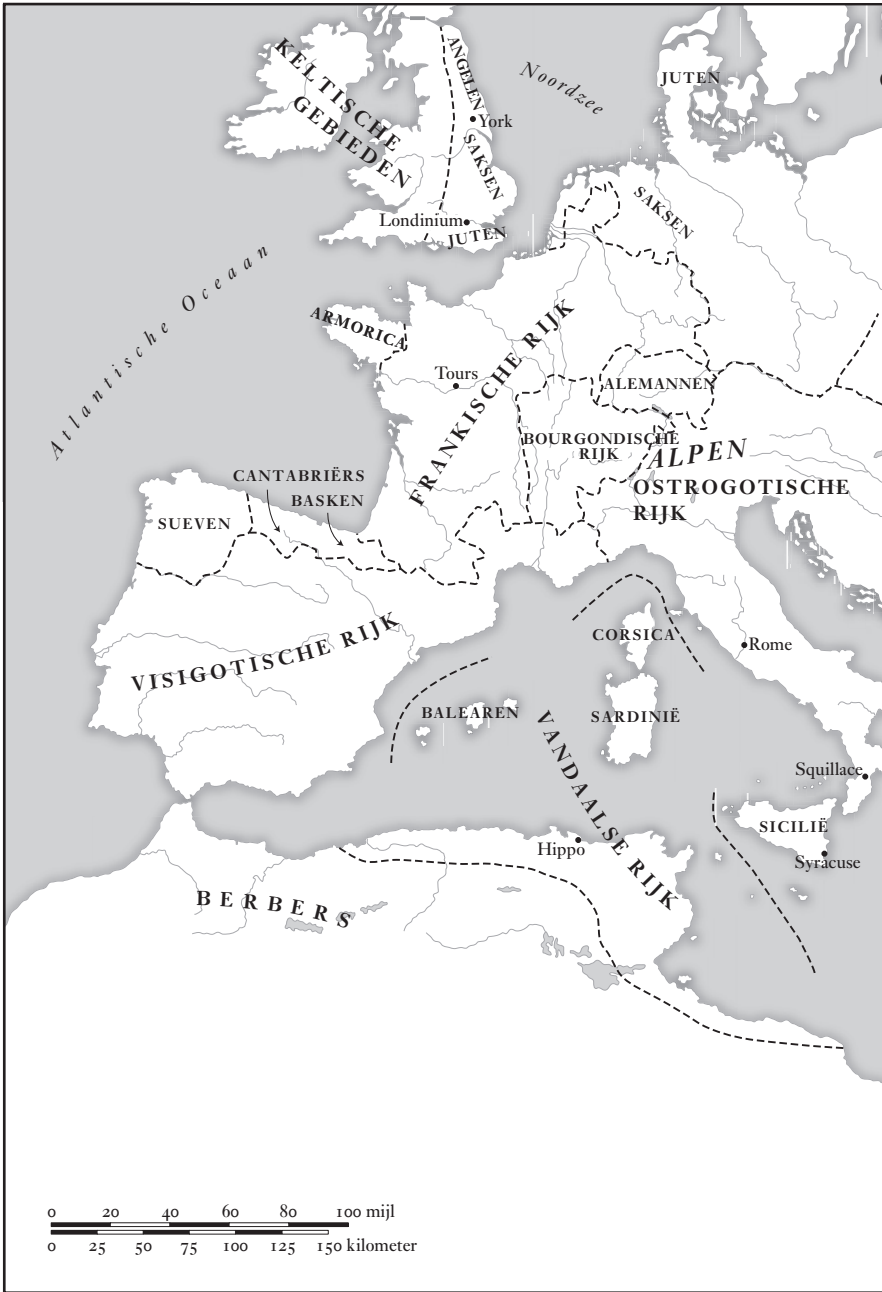 KELTISCHE
GEBIEDEN
ANGELEN
York
SAKSEN
Londinium
JUTEN
Noordzee
JUTEN
SAKSEN
Atlantische Oceaan
ARMORICA
Tours
FRANKISCHE RIJK
ALEMANNEN
BOURGONDISCHE
RIJK
ALPEN
OSTROGOTISCHE
RIJK
CANTABRIËRS
BASKEN
SUEVEN
VISIGOTISCHE RIJK
CORSICA
Rome
BALEAREN
SARDINIË
VANDAALSE RIJK
Squillace
SICILIË
Syracuse
Hippo
BERBERS
0 20 40 60 80 100 mijl
0 25 50 75 100 125 150 kilometer